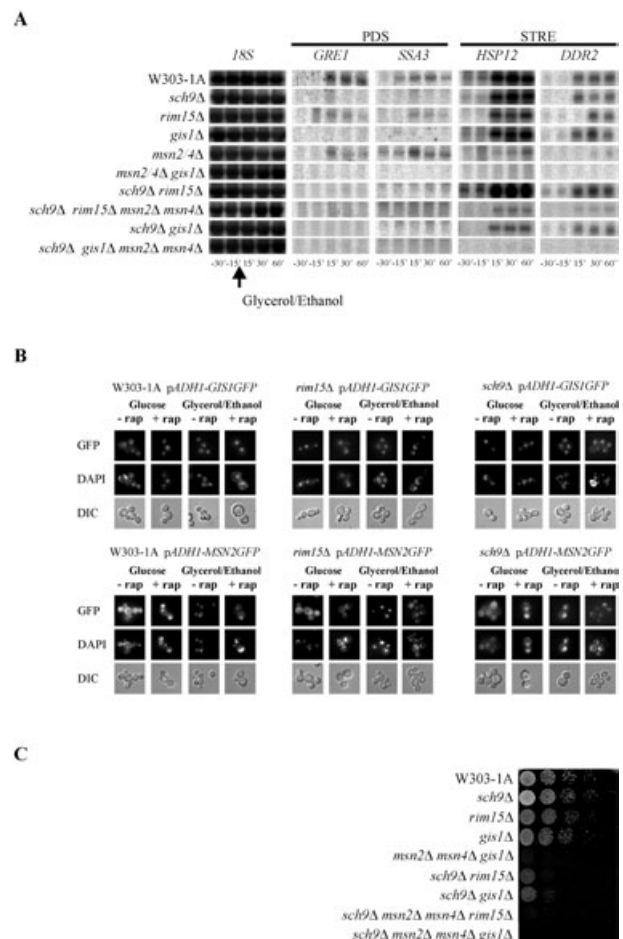 A
PDS STRE
18S GRE1 SSA3 HSP12 DDR2
W303-1A
sch9Δ
rim15Δ
gis1Δ
msn2/4Δ
msn2/4Δ gis1Δ
sch9Δ rim15Δ
sch9Δ rim15Δ msn2Δ msn4Δ
sch9Δ gis1Δ
sch9Δ gis1Δ msn2Δ msn4Δ
-30' -15' 15' 30' 60' -30' -15' 15' 30' 60' -30' -15' 15' 30' 60' -30' -15' 15' 30' 60' -30' -15' 15' 30' 60'
Glycerol/Ethanol
B
W303-1A pADH1-GIS1GFP rim15Δ pADH1-GIS1GFP sch9Δ pADH1-GIS1GFP
Glucose Glycerol/Ethanol Glucose Glycerol/Ethanol Glucose Glycerol/Ethanol
- rap + rap - rap + rap - rap + rap - rap + rap - rap + rap - rap + rap
GFP
DAPI
DIC
W303-1A pADH1-MSN2GFP rim15Δ pADH1-MSN2GFP sch9Δ pADH1-MSN2GFP
Glucose Glycerol/Ethanol Glucose Glycerol/Ethanol Glucose Glycerol/Ethanol
- rap + rap - rap + rap - rap + rap - rap + rap - rap + rap - rap + rap
GFP
DAPI
DIC
C
W303-1A
sch9Δ
rim15Δ
gis1Δ
msn2Δ msn4Δ gis1Δ
sch9Δ rim15Δ
sch9Δ gis1Δ
sch9Δ msn2Δ msn4Δ rim15Δ
sch9Δ msn2Δ msn4Δ gis1Δ